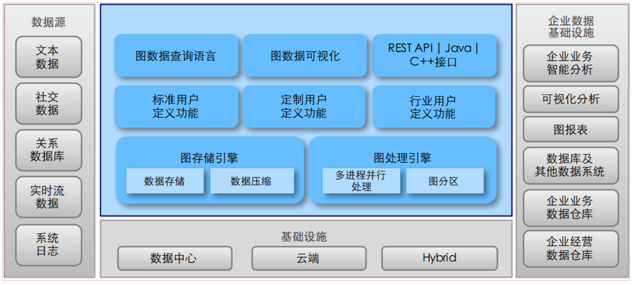 数据源
文本
数据
社交
数据
关系
数据库
实时流
数据
系统
日志
图数据查询语言
图数据可视化
REST API | Java |
C++接口
标准用户
定义功能
定制用户
定义功能
行业用户
定义功能
图存储引擎
数据存储
数据压缩
图处理引擎
多进程并行
处理
图分区
基础设施
数据中心
云端
Hybrid
企业数据
基础设施
企业业务
智能分析
可视化分析
图报表
数据库及
其他数据系统
企业业务
数据仓库
企业经营
数据仓库